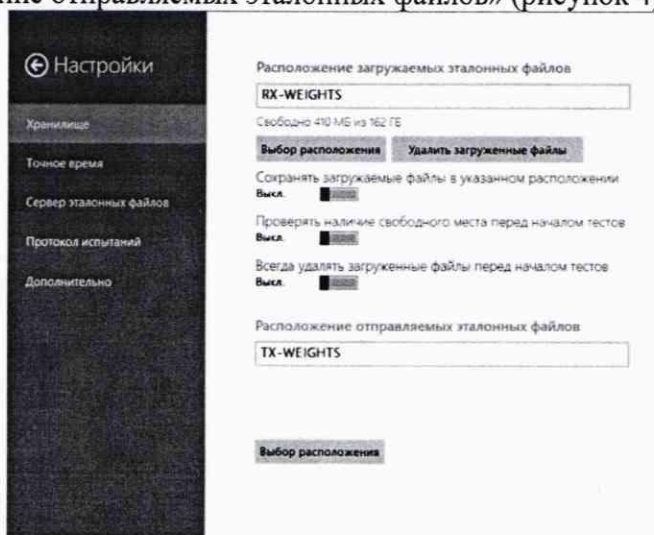 ние отправляемых эталонных файлов» (рисунок 4
Настройки
Хранилище
Точное время
Сервер эталонных файлов
Протокол испытаний
Дополнительно
Расположение загружаемых эталонных файлов
RX-WEIGHTS
Свободно 410 МБ из 162 ГБ
Выбор расположения
Удалить загруженные файлы
Сохранять загружаемые файлы в указанном расположении
Выкл.
Проверять наличие свободного места перед началом тестов
Выкл.
Всегда удалять загруженные файлы перед началом тестов
Выкл.
Расположение отправляемых эталонных файлов
TX-WEIGHTS
Выбор расположения